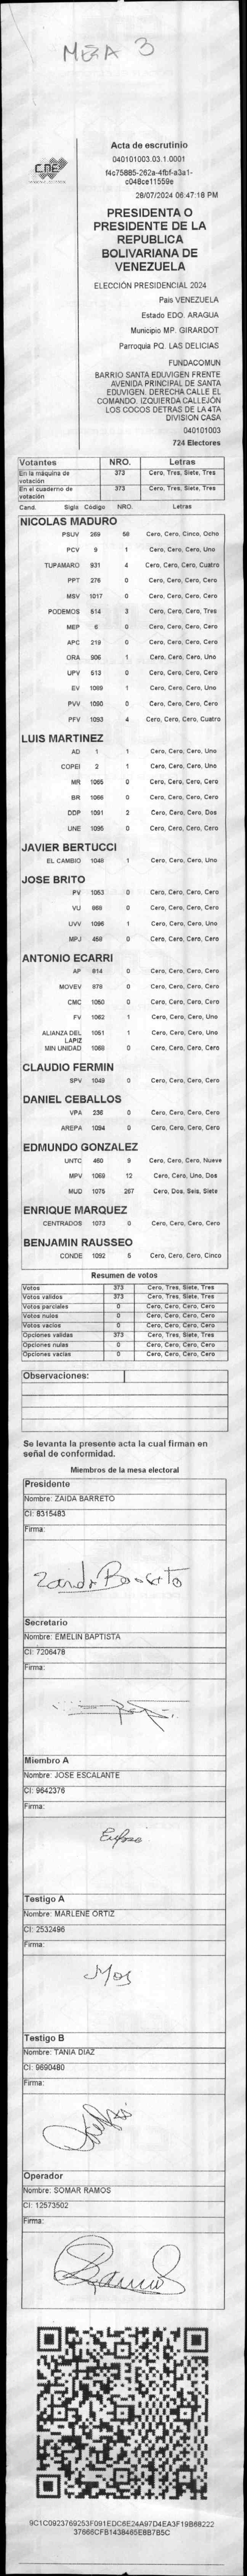 MESA 3
CNE
Acta de escrutinio
040101003.03.1.0001
f4c75885-262a-4fbf-a3a1-
c048ce11559e
28/07/2024 06:47:18 PM
PRESIDENTA O
PRESIDENTE DE LA
REPUBLICA
BOLIVARIANA DE
VENEZUELA
ELECCIÓN PRESIDENCIAL 2024
País VENEZUELA
Estado EDO. ARAGUA
Municipio MP. GIRARDOT
Parroquia PQ. LAS DELICIAS
FUNDACOMUN
BARRIO SANTA EDUVIGEN FRENTE
AVENIDA PRINCIPAL DE SANTA
EDUVIGEN. DERECHA CALLE EL
COMANDO. IZQUIERDA CALLEJÓN
LOS COCOS DETRAS DE LA 4TA
DIVISION CASA
040101003
724 Electores
Votantes NRO. Letras
En la máquina de votación 373 Cero, Tres, Siete, Tres
En el cuaderno de votación 373 Cero, Tres, Siete, Tres
Cand. Sigla Código NRO. Letras
NICOLAS MADURO
PSUV 269 58 Cero, Cero, Cinco, Ocho
PCV 9 1 Cero, Cero, Cero, Uno
TUPAMARO 931 4 Cero, Cero, Cero, Cuatro
PPT 276 0 Cero, Cero, Cero, Cero
MSV 1017 0 Cero, Cero, Cero, Cero
PODEMOS 514 3 Cero, Cero, Cero, Tres
MEP 6 0 Cero, Cero, Cero, Cero
APC 219 0 Cero, Cero, Cero, Cero
ORA 906 1 Cero, Cero, Cero, Uno
UPV 513 0 Cero, Cero, Cero, Cero
EV 1089 1 Cero, Cero, Cero, Uno
PVV 1090 0 Cero, Cero, Cero, Cero
PFV 1093 4 Cero, Cero, Cero, Cuatro
LUIS MARTINEZ
AD 1 1 Cero, Cero, Cero, Uno
COPEI 2 1 Cero, Cero, Cero, Uno
MR 1065 0 Cero, Cero, Cero, Cero
BR 1066 0 Cero, Cero, Cero, Cero
DDP 1091 2 Cero, Cero, Cero, Dos
UNE 1095 0 Cero, Cero, Cero, Cero
JAVIER BERTUCCI
EL CAMBIO 1048 1 Cero, Cero, Cero, Uno
JOSE BRITO
PV 1053 0 Cero, Cero, Cero, Cero
VU 868 0 Cero, Cero, Cero, Cero
UVV 1096 1 Cero, Cero, Cero, Uno
MPJ 459 0 Cero, Cero, Cero, Cero
ANTONIO ECARRI
AP 814 0 Cero, Cero, Cero, Cero
MOVEV 878 0 Cero, Cero, Cero, Cero
CMC 1050 0 Cero, Cero, Cero, Cero
FV 1062 1 Cero, Cero, Cero, Uno
ALIANZA DEL LAPIZ 1051 1 Cero, Cero, Cero, Uno
MIN UNIDAD 1069 0 Cero, Cero, Cero, Cero
CLAUDIO FERMIN
SPV 1049 0 Cero, Cero, Cero, Cero
DANIEL CEBALLOS
VPA 236 0 Cero, Cero, Cero, Cero
AREPA 1094 0 Cero, Cero, Cero, Cero
EDMUNDO GONZALEZ
UNTC 460 9 Cero, Cero, Cero, Nueve
MPV 1069 12 Cero, Cero, Uno, Dos
MUD 1075 267 Cero, Dos, Seis, Siete
ENRIQUE MARQUEZ
CENTRADOS 1073 0 Cero, Cero, Cero, Cero
BENJAMIN RAUSSEO
CONDE 1092 5 Cero, Cero, Cero, Cinco
Resumen de votos
Votos 373 Cero, Tres, Siete, Tres
Votos validos 373 Cero, Tres, Siete, Tres
Votos parciales 0 Cero, Cero, Cero, Cero
Votos nulos 0 Cero, Cero, Cero, Cero
Votos vacios 0 Cero, Cero, Cero, Cero
Opciones validas 373 Cero, Tres, Siete, Tres
Opciones nulas 0 Cero, Cero, Cero, Cero
Opciones vacias 0 Cero, Cero, Cero, Cero
Observaciones:
Se levanta la presente acta la cual firman en
señal de conformidad.
Miembros de la mesa electoral
Presidente
Nombre: ZAIDA BARRETO
CI: 8315483
Firma:
Secretario
Nombre: EMELIN BAPTISTA
CI: 7206478
Firma:
Miembro A
Nombre: JOSE ESCALANTE
CI: 9642376
Firma:
Testigo A
Nombre: MARLENE ORTIZ
CI: 2532496
Firma:
Testigo B
Nombre: TANIA DIAZ
CI: 9690480
Firma:
Operador
Nombre: SOMAR RAMOS
CI: 12573502
Firma:
9C1C0923769253F091EDC6E24A97D4EA3F19B68222
37666CFB1438465E8B7B5C